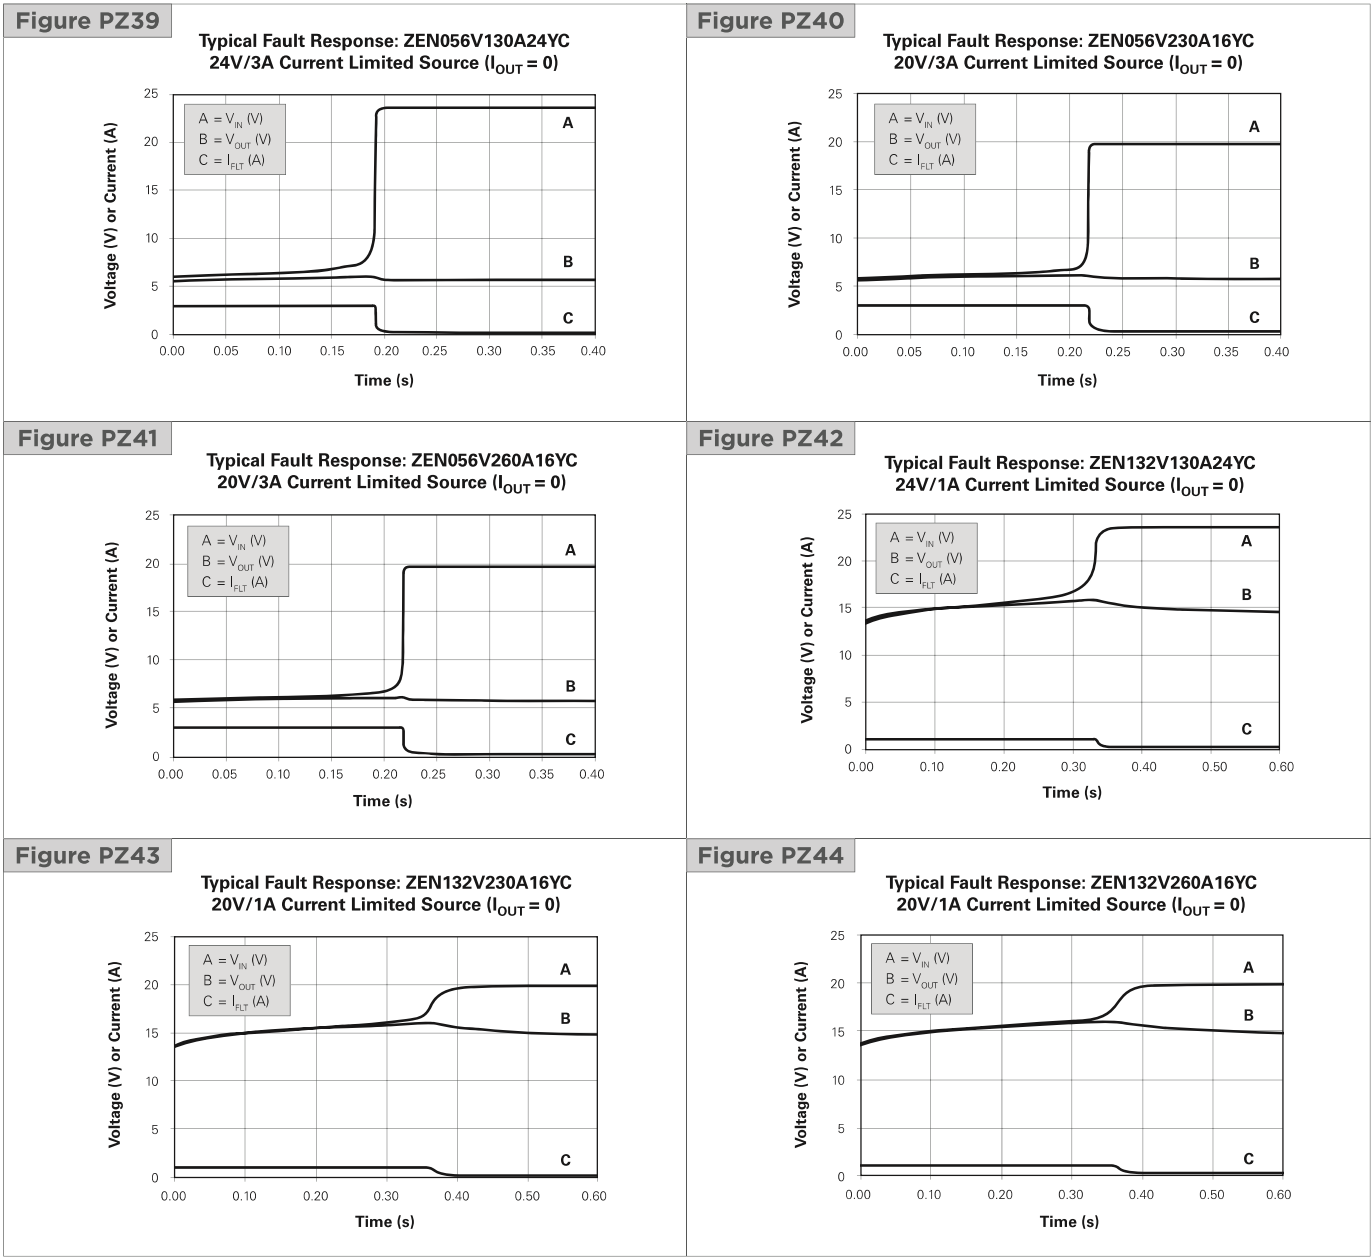 Figure PZ39
Typical Fault Response: ZEN056V130A24YC
24V/3A Current Limited Source (IOUT = 0)
A = VIN (V)
B = VOUT (V)
C = IFLT (A)
Voltage (V) or Current (A)
25
20
15
10
5
0
A
B
C
0.00 0.05 0.10 0.15 0.20 0.25 0.30 0.35 0.40
Time (s)
Figure PZ40
Typical Fault Response: ZEN056V230A16YC
20V/3A Current Limited Source (IOUT = 0)
A = VIN (V)
B = VOUT (V)
C = IFLT (A)
Voltage (V) or Current (A)
25
20
15
10
5
0
A
B
C
0.00 0.05 0.10 0.15 0.20 0.25 0.30 0.35 0.40
Time (s)
Figure PZ41
Typical Fault Response: ZEN056V260A16YC
20V/3A Current Limited Source (IOUT = 0)
A = VIN (V)
B = VOUT (V)
C = IFLT (A)
Voltage (V) or Current (A)
25
20
15
10
5
0
A
B
C
0.00 0.05 0.10 0.15 0.20 0.25 0.30 0.35 0.40
Time (s)
Figure PZ42
Typical Fault Response: ZEN132V130A24YC
24V/1A Current Limited Source (IOUT = 0)
A = VIN (V)
B = VOUT (V)
C = IFLT (A)
Voltage (V) or Current (A)
25
20
15
10
5
0
A
B
C
0.00 0.10 0.20 0.30 0.40 0.50 0.60
Time (s)
Figure PZ43
Typical Fault Response: ZEN132V230A16YC
20V/1A Current Limited Source (IOUT = 0)
A = VIN (V)
B = VOUT (V)
C = IFLT (A)
Voltage (V) or Current (A)
25
20
15
10
5
0
A
B
C
0.00 0.10 0.20 0.30 0.40 0.50 0.60
Time (s)
Figure PZ44
Typical Fault Response: ZEN132V260A16YC
20V/1A Current Limited Source (IOUT = 0)
A = VIN (V)
B = VOUT (V)
C = IFLT (A)
Voltage (V) or Current (A)
25
20
15
10
5
0
A
B
C
0.00 0.10 0.20 0.30 0.40 0.50 0.60
Time (s)